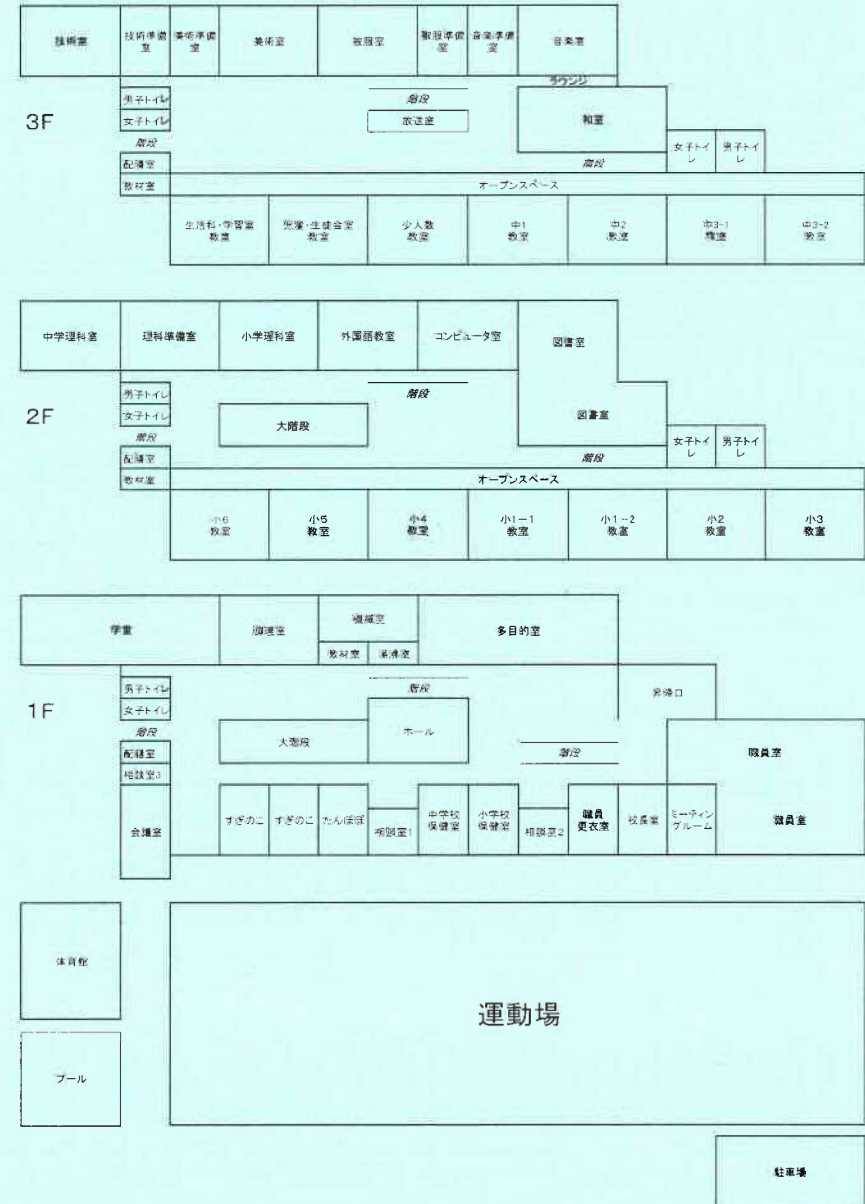 技術室
技術準備
室
美術準備
室
美術室
被服室
被服準備
室
音楽準備
室
音楽室
ラウンジ
男子トイレ
女子トイレ
階段
放送室
和室
3F
階段
配膳室
教材室
階段
女子トイ
レ
男子トイ
レ
オープンスペース
生活科・学習室
教室
児童・生徒会室
教室
少人数
教室
中1
教室
中2
教室
中3-1
教室
中3-2
教室
中学理科室
理科準備室
小学理科室
外国語教室
コンピュータ室
図書室
男子トイレ
女子トイレ
階段
2F
大階段
図書室
階段
配膳室
教材室
階段
女子トイ
レ
男子トイ
レ
オープンスペース
小6
教室
小5
教室
小4
教室
小1-1
教室
小1-2
教室
小2
教室
小3
教室
学童
調理室
教材室
湯沸室
多目的室
男子トイレ
女子トイレ
階段
昇降口
1F
ホール
階段
大階段
階段
職員室
配膳室
相談室3
会議室
すぎのこ
すぎのこ
たんぽぽ
相談室1
中学校
保健室
小学校
保健室
相談室2
職員
更衣室
校長室
ミーティン
グルーム
職員室
体育館
運動場
プール
駐車場